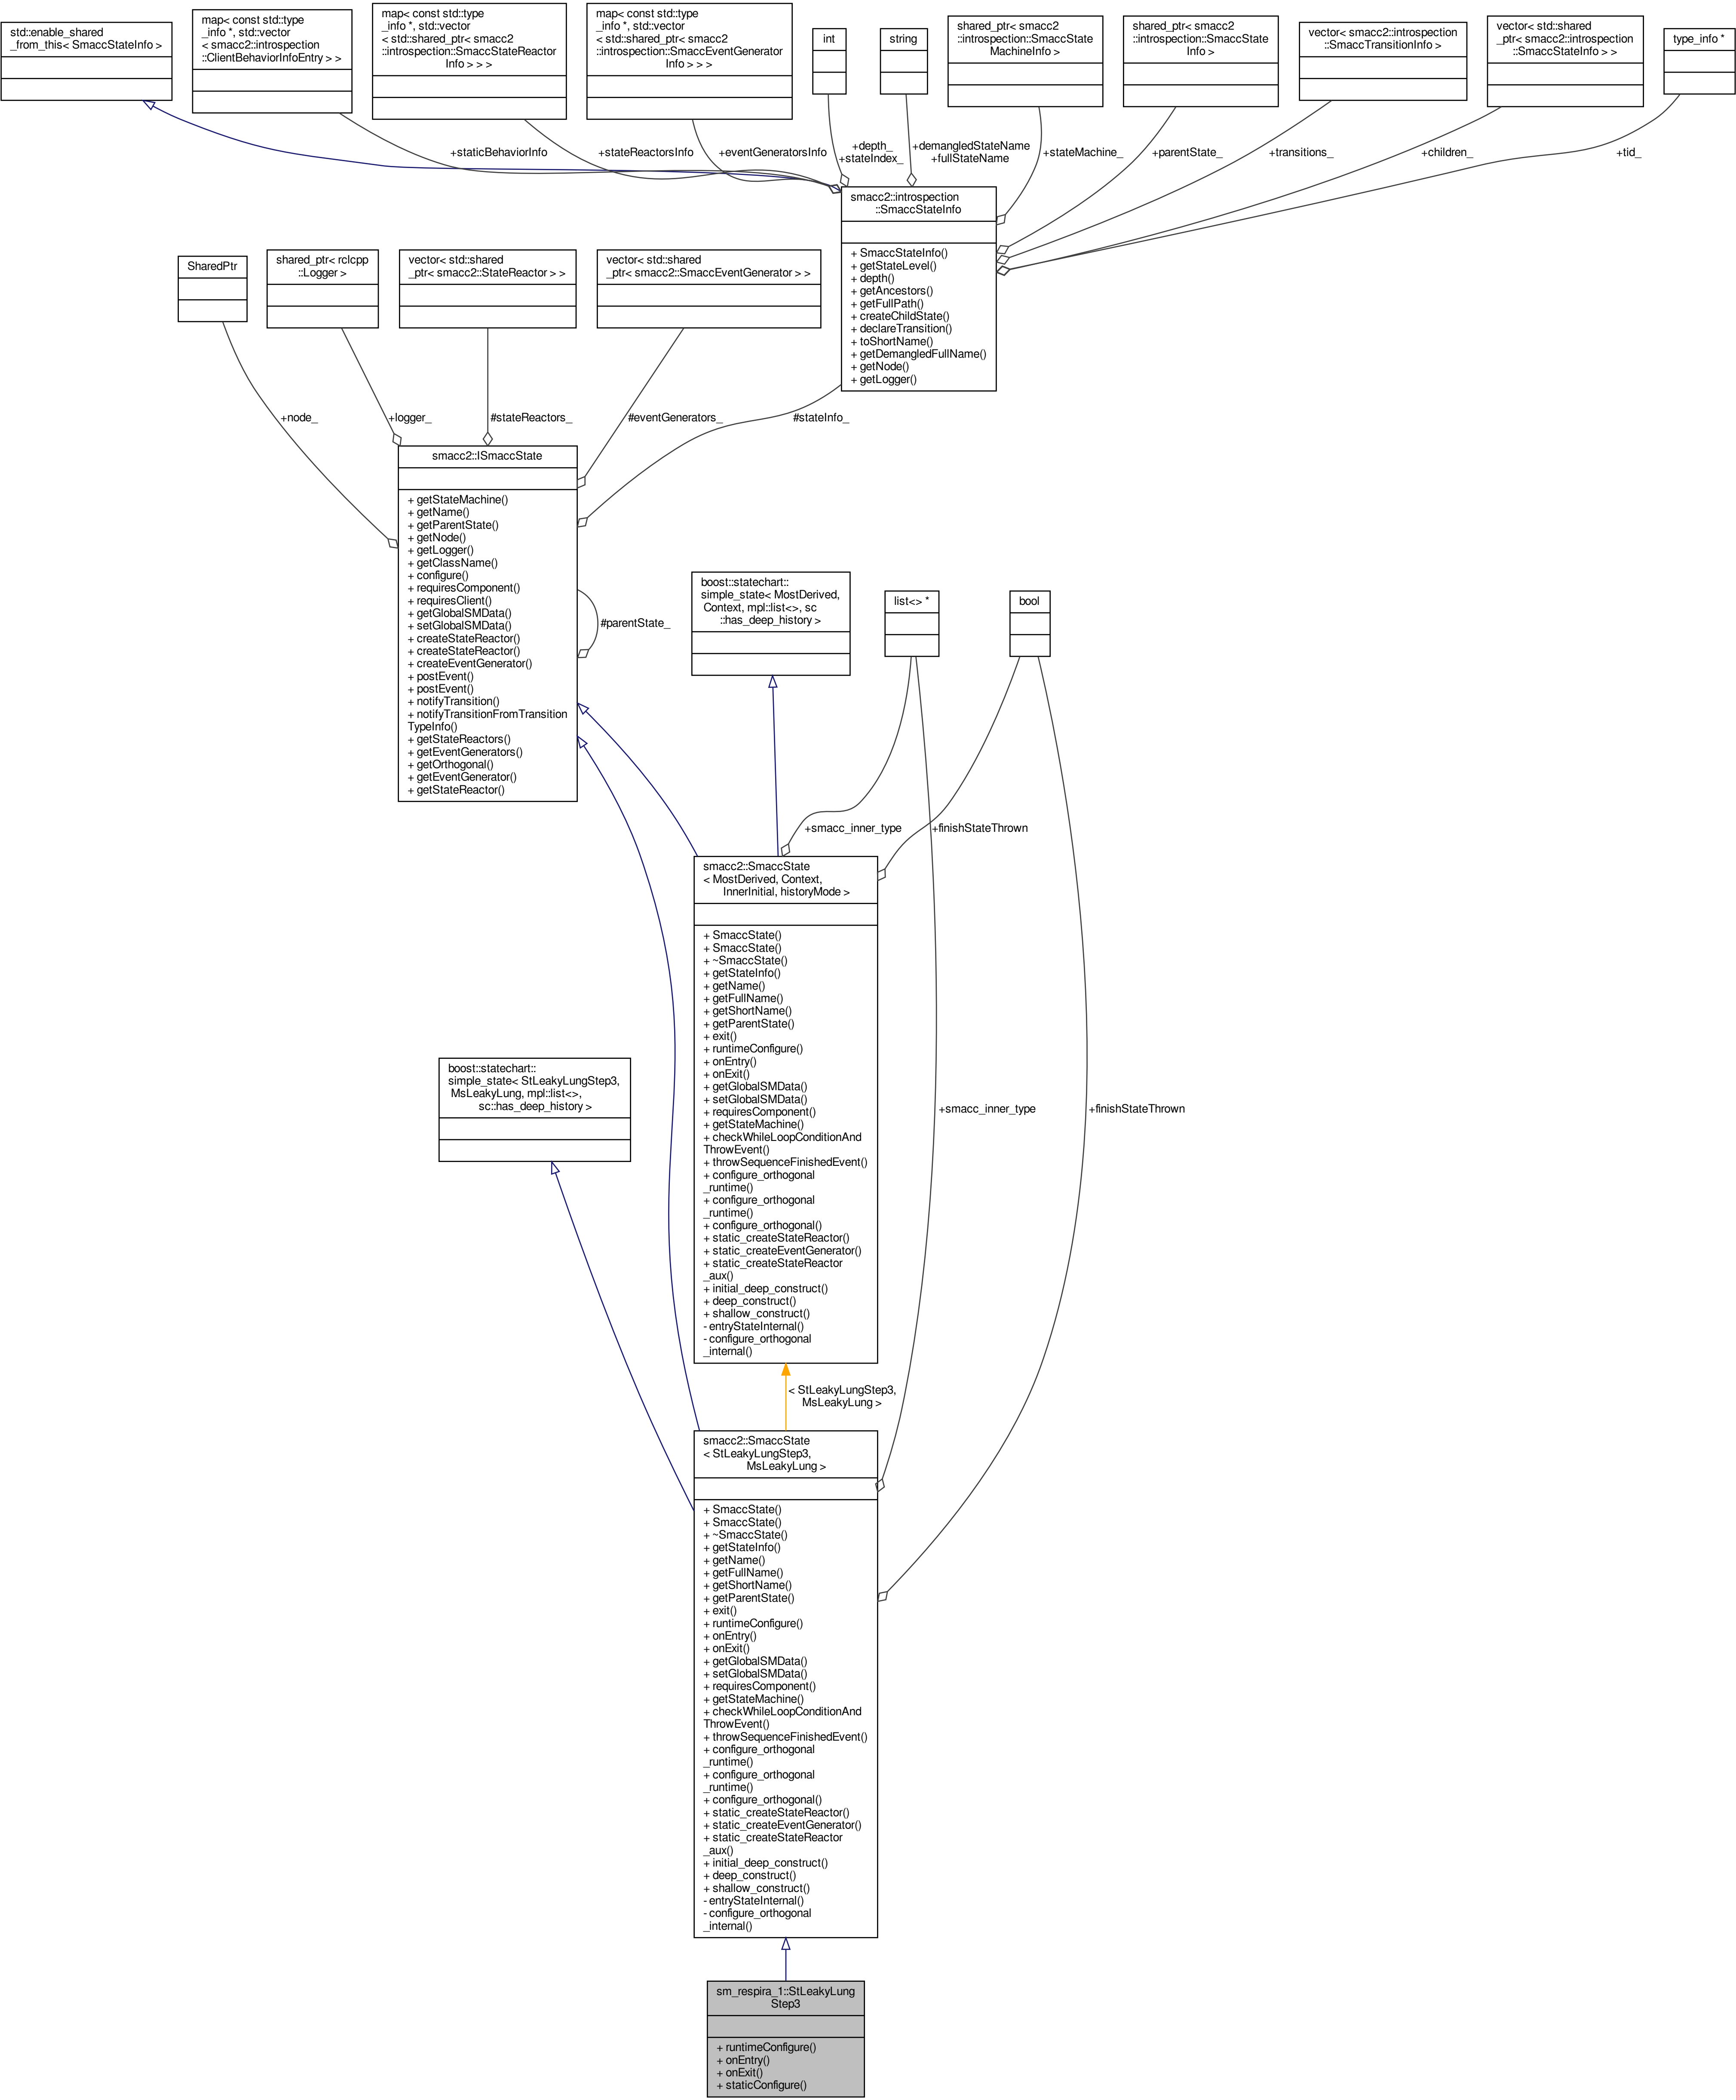 std::enable_shared
_from_this< SmaccStateInfo >
map< const std::type
_info *, std::vector
< smacc2::introspection
::ClientBehaviorInfoEntry > >
map< const std::type
_info *, std::vector
< std::shared_ptr< smacc2
::introspection::SmaccStateReactor
Info > > >
map< const std::type
_info *, std::vector
< std::shared_ptr< smacc2
::introspection::SmaccEventGenerator
Info > > >
int
string
shared_ptr< smacc2
::introspection::SmaccState
MachineInfo >
shared_ptr< smacc2
::introspection::SmaccState
Info >
vector< smacc2::introspection
::SmaccTransitionInfo >
vector< std::shared
_ptr< smacc2::introspection
::SmaccStateInfo > >
type_info *
+staticBehaviorInfo
+stateReactorsInfo
+eventGeneratorsInfo
+depth_
+stateIndex_
+demangledStateName
+fullStateName
+stateMachine_
+parentState_
+transitions_
+children_
+tid_
smacc2::introspection
::SmaccStateInfo
+ SmaccStateInfo()
+ getStateLevel()
+ depth()
+ getAncestors()
+ getFullPath()
+ createChildState()
+ declareTransition()
+ toShortName()
+ getDemangledFullName()
+ getNode()
+ getLogger()
SharedPtr
shared_ptr< rclcpp
::Logger >
vector< std::shared
_ptr< smacc2::StateReactor > >
vector< std::shared
_ptr< smacc2::SmaccEventGenerator > >
+node_
+logger_
#stateReactors_
#eventGenerators_
#stateInfo_
smacc2::ISmaccState
+ getStateMachine()
+ getName()
+ getParentState()
+ getNode()
+ getLogger()
+ getClassName()
+ configure()
+ requiresComponent()
+ requiresClient()
+ getGlobalSMData()
+ setGlobalSMData()
+ createStateReactor()
+ createStateReactor()
+ createEventGenerator()
+ postEvent()
+ postEvent()
+ notifyTransition()
+ notifyTransitionFromTransition
TypeInfo()
+ getStateReactors()
+ getEventGenerators()
+ getOrthogonal()
+ getEventGenerator()
+ getStateReactor()
#parentState_
boost::statechart::
simple_state< MostDerived,
Context, mpl::list<>, sc
::has_deep_history >
list<> *
bool
+smacc_inner_type
+finishStateThrown
smacc2::SmaccState
< MostDerived, Context,
InnerInitial, historyMode >
+ SmaccState()
+ SmaccState()
+ ~SmaccState()
+ getStateInfo()
+ getName()
+ getFullName()
+ getShortName()
+ getParentState()
+ exit()
+ runtimeConfigure()
+ onEntry()
+ onExit()
+ getGlobalSMData()
+ setGlobalSMData()
+ requiresComponent()
+ getStateMachine()
+ checkWhileLoopConditionAnd
ThrowEvent()
+ throwSequenceFinishedEvent()
+ configure_orthogonal
_runtime()
+ configure_orthogonal
_runtime()
+ configure_orthogonal()
+ static_createStateReactor()
+ static_createEventGenerator()
+ static_createStateReactor
_aux()
+ initial_deep_construct()
+ deep_construct()
+ shallow_construct()
- entryStateInternal()
- configure_orthogonal
_internal()
boost::statechart::
simple_state< StLeakyLungStep3,
MsLeakyLung, mpl::list<>,
sc::has_deep_history >
+smacc_inner_type
+finishStateThrown
< StLeakyLungStep3,
MsLeakyLung >
smacc2::SmaccState
< StLeakyLungStep3,
MsLeakyLung >
+ SmaccState()
+ SmaccState()
+ ~SmaccState()
+ getStateInfo()
+ getName()
+ getFullName()
+ getShortName()
+ getParentState()
+ exit()
+ runtimeConfigure()
+ onEntry()
+ onExit()
+ getGlobalSMData()
+ setGlobalSMData()
+ requiresComponent()
+ getStateMachine()
+ checkWhileLoopConditionAnd
ThrowEvent()
+ throwSequenceFinishedEvent()
+ configure_orthogonal
_runtime()
+ configure_orthogonal
_runtime()
+ configure_orthogonal()
+ static_createStateReactor()
+ static_createEventGenerator()
+ static_createStateReactor
_aux()
+ initial_deep_construct()
+ deep_construct()
+ shallow_construct()
- entryStateInternal()
- configure_orthogonal
_internal()
sm_respira_1::StLeakyLung
Step3
+ runtimeConfigure()
+ onEntry()
+ onExit()
+ staticConfigure()